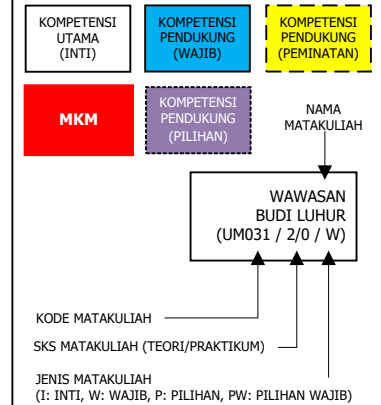 KOMPETENSI
UTAMA
(INTI)
KOMPETENSI
PENDUKUNG
(WAJIB)
KOMPETENSI
PENDUKUNG
(PEMINATAN)
MKM
KOMPETENSI
PENDUKUNG
(PILIHAN)
NAMA
MATAKULIAH
WAWASAN
BUDI LUHUR
(UM031 / 2/0 / W)
KODE MATAKULIAH
SKS MATAKULIAH (TEORI/PRAKTIKUM)
JENIS MATAKULIAH
(I: INTI, W: WAJIB, P: PILIHAN, PW: PILIHAN WAJIB)